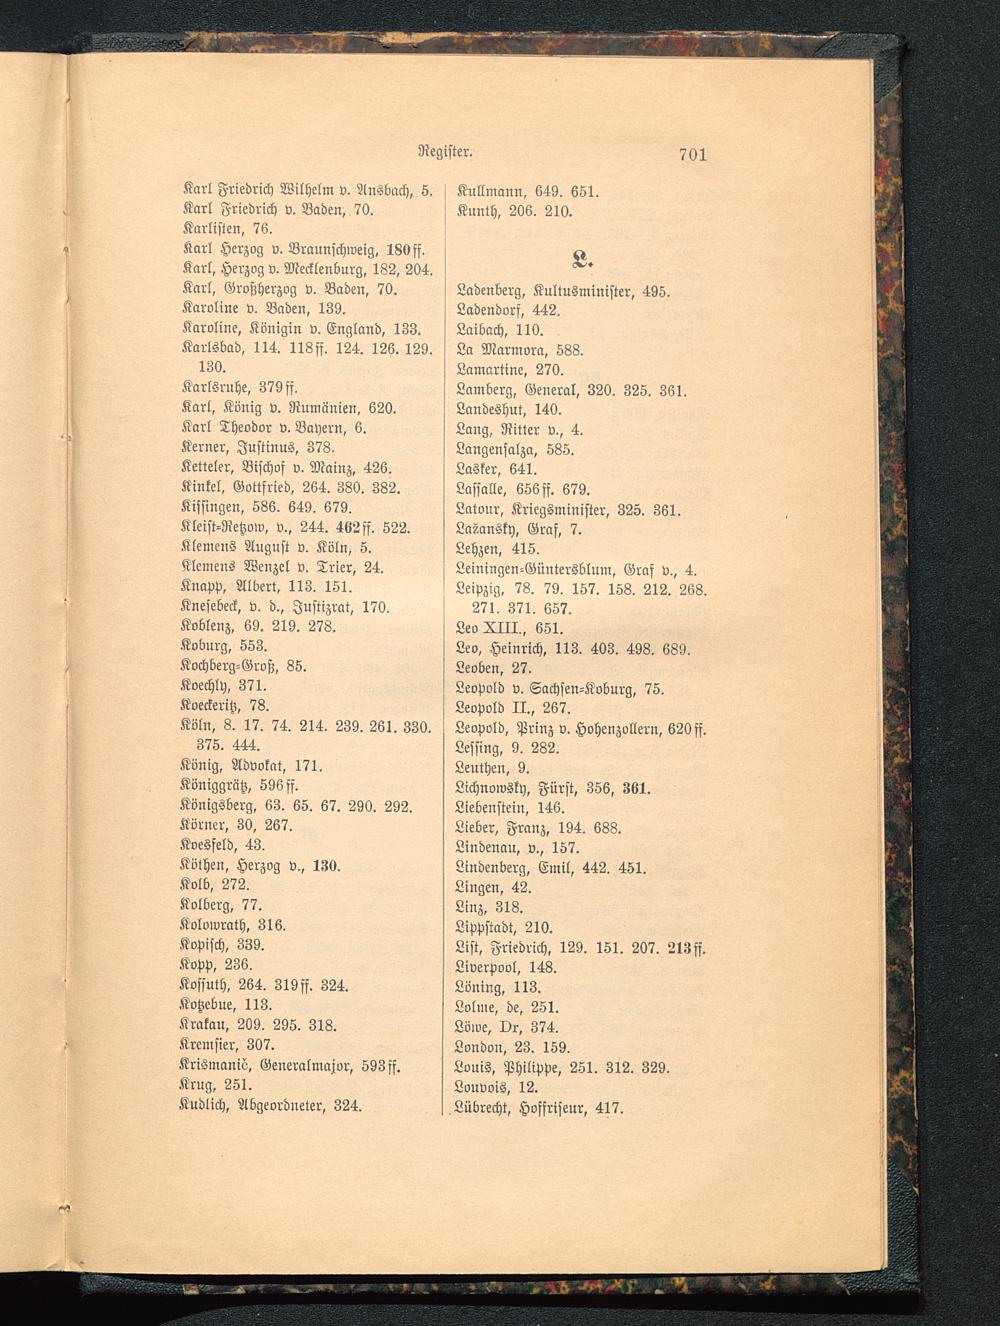 Register.
701
Karl Friedrich Wilhelm v. Ansbach, 5.
Karl Friedrich v. Baden, 70.
Karlisten, 76.
Karl Herzog v. Braunschweig, 180ff.
Karl, Herzog v. Mecklenburg, 182, 204.
Karl, Großherzog v. Baden, 70.
Karoline v. Baden, 139.
Karoline, Königin v. England, 133.
Karlsbad, 114. 118ff. 124. 126. 129.
130.
Karlsruhe, 379ff.
Karl, König v. Rumänien, 620.
Karl Theodor v. Bayern, 6.
Kerner, Justinus, 378.
Ketteler, Bischof v. Mainz, 426.
Kinkel, Gottfried, 264. 380. 382.
Kissingen, 586. 649. 679.
Kleist-Retzow, v., 244. 462ff. 522.
Klemens August v. Köln, 5.
Klemens Wenzel v. Trier, 24.
Knapp, Albert, 113. 151.
Knesebeck, v. d., Justizrat, 170.
Koblenz, 69. 219. 278.
Koburg, 553.
Kochberg-Groß, 85.
Koechly, 371.
Koeckeritz, 78.
Köln, 8. 17. 74. 214. 239. 261. 330.
375. 444.
König, Advokat, 171.
Königgrätz, 596ff.
Königsberg, 63. 65. 67. 290. 292.
Körner, 30, 267.
Koesfeld, 43.
Köthen, Herzog v., 130.
Kolb, 272.
Kolberg, 77.
Kolowrath, 316.
Kopisch, 339.
Kopp, 236.
Kossuth, 264. 319ff. 324.
Kotzebue, 113.
Krakau, 209. 295. 318.
Kremsier, 307.
Krismanič, Generalmajor, 593ff.
Krug, 251.
Kudlich, Abgeordneter, 324.
Kullmann, 649. 651.
Kunth, 206. 210.
L.
Ladenberg, Kultusminister, 495.
Ladendorf, 442.
Laibach, 110.
La Marmora, 588.
Lamartine, 270.
Lamberg, General, 320. 325. 361.
Landeshut, 140.
Lang, Ritter v., 4.
Langensalza, 585.
Lasker, 641.
Lassalle, 656ff. 679.
Latour, Kriegsminister, 325. 361.
Lažansky, Graf, 7.
Lehzen, 415.
Leiningen-Güntersblum, Graf v., 4.
Leipzig, 78. 79. 157. 158. 212. 268.
271. 371. 657.
Leo XIII., 651.
Leo, Heinrich, 113. 403. 498. 689.
Leoben, 27.
Leopold v. Sachsen-Koburg, 75.
Leopold II., 267.
Leopold, Prinz v. Hohenzollern, 620ff.
Lessing, 9. 282.
Leuthen, 9.
Lichnowsky, Fürst, 356, 361.
Liebenstein, 146.
Lieber, Franz, 194. 688.
Lindenau, v., 157.
Lindenberg, Emil, 442. 451.
Lingen, 42.
Linz, 318.
Lippstadt, 210.
List, Friedrich, 129. 151. 207. 213ff.
Liverpool, 148.
Löning, 113.
Lolme, de, 251.
Löwe, Dr, 374.
London, 23. 159.
Louis, Philippe, 251. 312. 329.
Louvois, 12.
Lübrecht, Hoffriseur, 417.